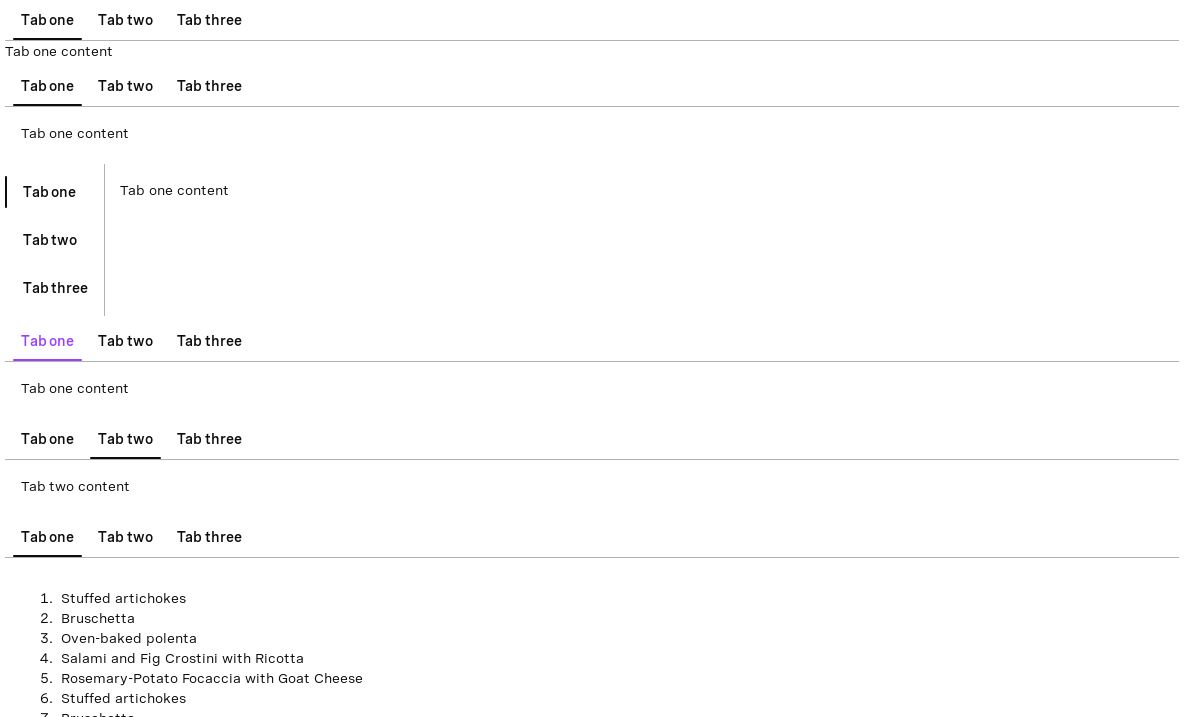 Tab one Tab two Tab three
Tab one content
Tab one Tab two Tab three
Tab one content
Tab one Tab one content
Tab two
Tab three
Tab one Tab two Tab three
Tab one content
Tab one Tab two Tab three
Tab two content
Tab one Tab two Tab three
1. Stuffed artichokes
2. Bruschetta
3. Oven-baked polenta
4. Salami and Fig Crostini with Ricotta
5. Rosemary-Potato Focaccia with Goat Cheese
6. Stuffed artichokes
7. Bruschetta